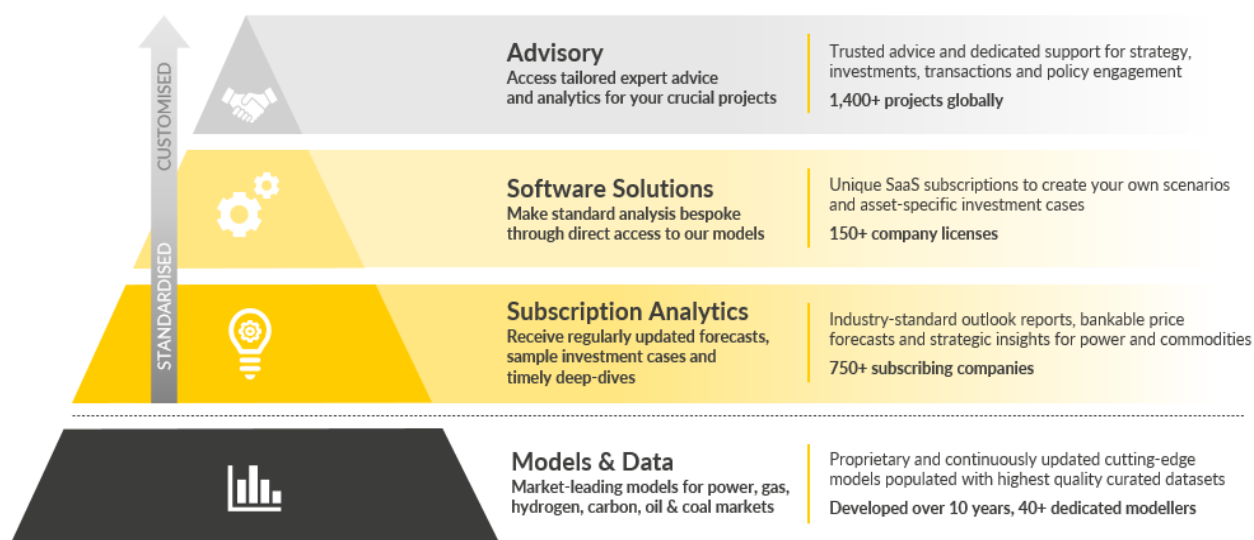 CUSTOMISED
STANDARDISED
Advisory
Access tailored expert advice
and analytics for your crucial projects
Trusted advice and dedicated support for strategy,
investments, transactions and policy engagement
1,400+ projects globally
Software Solutions
Make standard analysis bespoke
through direct access to our models
Unique SaaS subscriptions to create your own scenarios
and asset-specific investment cases
150+ company licenses
Subscription Analytics
Receive regularly updated forecasts,
sample investment cases and
timely deep-dives
Industry-standard outlook reports, bankable price
forecasts and strategic insights for power and commodities
750+ subscribing companies
Models & Data
Market-leading models for power, gas,
hydrogen, carbon, oil & coal markets
Proprietary and continuously updated cutting-edge
models populated with highest quality curated datasets
Developed over 10 years, 40+ dedicated modellers